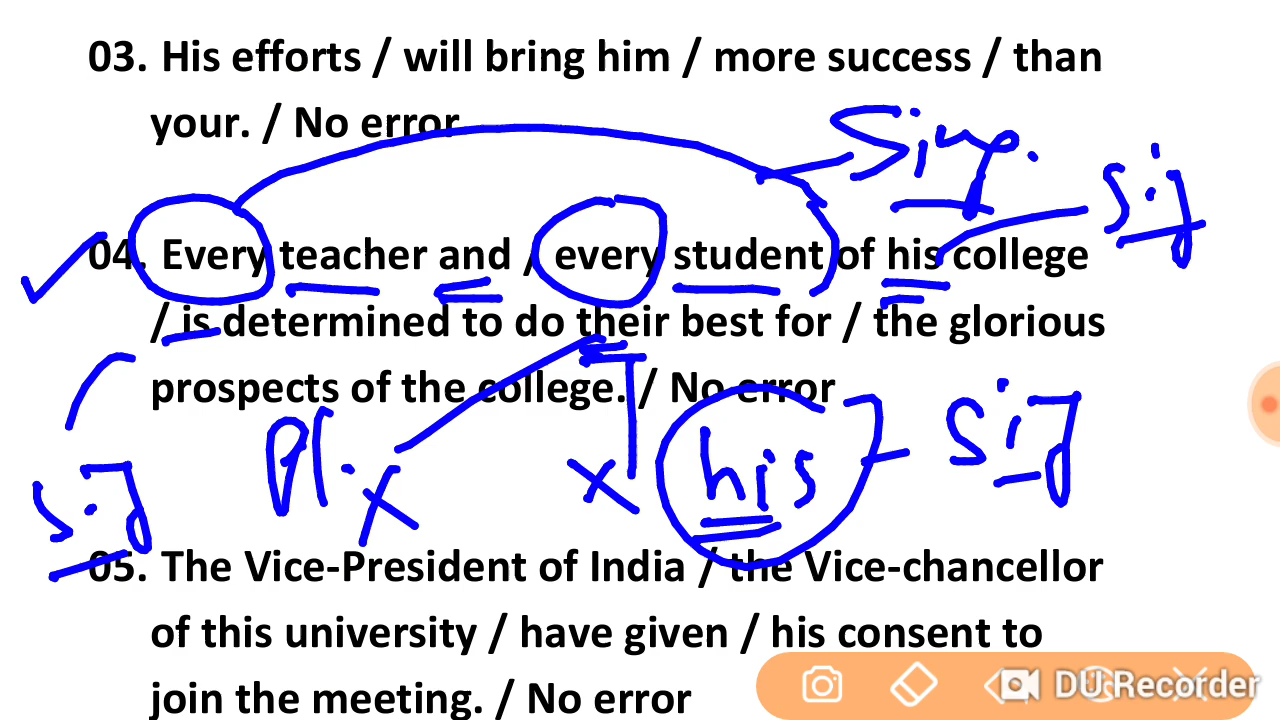 03. His efforts / will bring him / more success / than
your. / No error
Sing.
sig
04. Every teacher and / every student of his college
/ is determined to do their best for / the glorious
prospects of the college. / No error
Pl. x
x his - sig
sig
05. The Vice-President of India / the Vice-chancellor
of this university / have given / his consent to
join the meeting. / No error
DU Recorder